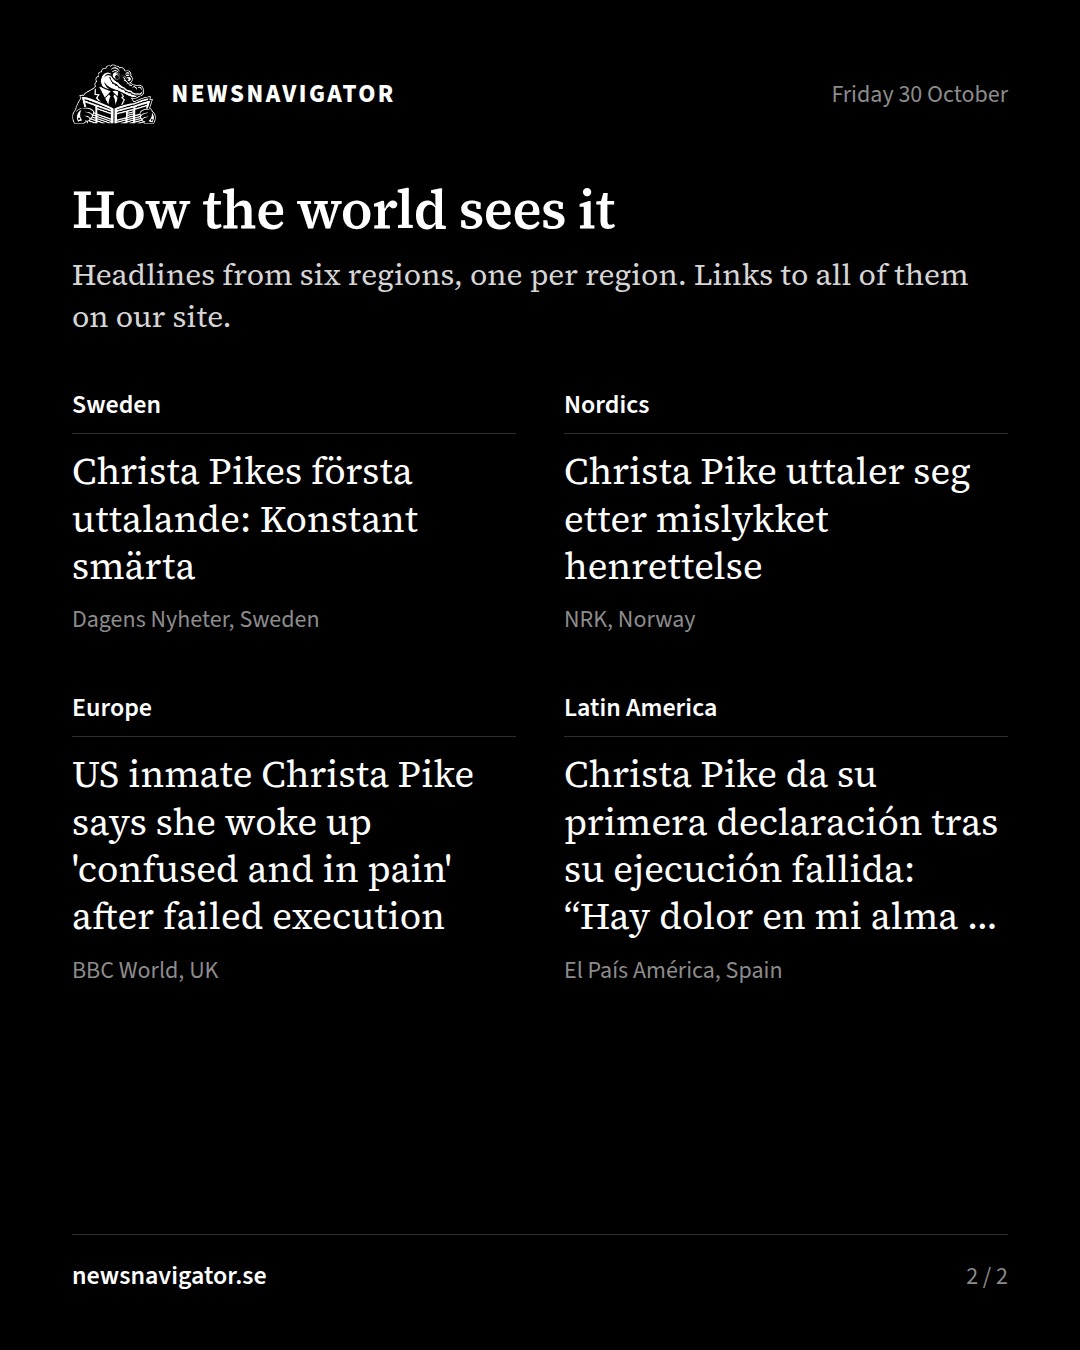 NEWSNAVIGATOR
Friday 30 October
How the world sees it
Headlines from six regions, one per region. Links to all of them
on our site.
Sweden
Christa Pikes första
uttalande: Konstant
smärta
Dagens Nyheter, Sweden
Nordics
Christa Pike uttaler seg
etter mislykket
henrettelse
NRK, Norway
Europe
US inmate Christa Pike
says she woke up
'confused and in pain'
after failed execution
BBC World, UK
Latin America
Christa Pike da su
primera declaración tras
su ejecución fallida:
“Hay dolor en mi alma ...
El País América, Spain
newsnavigator.se
2 / 2